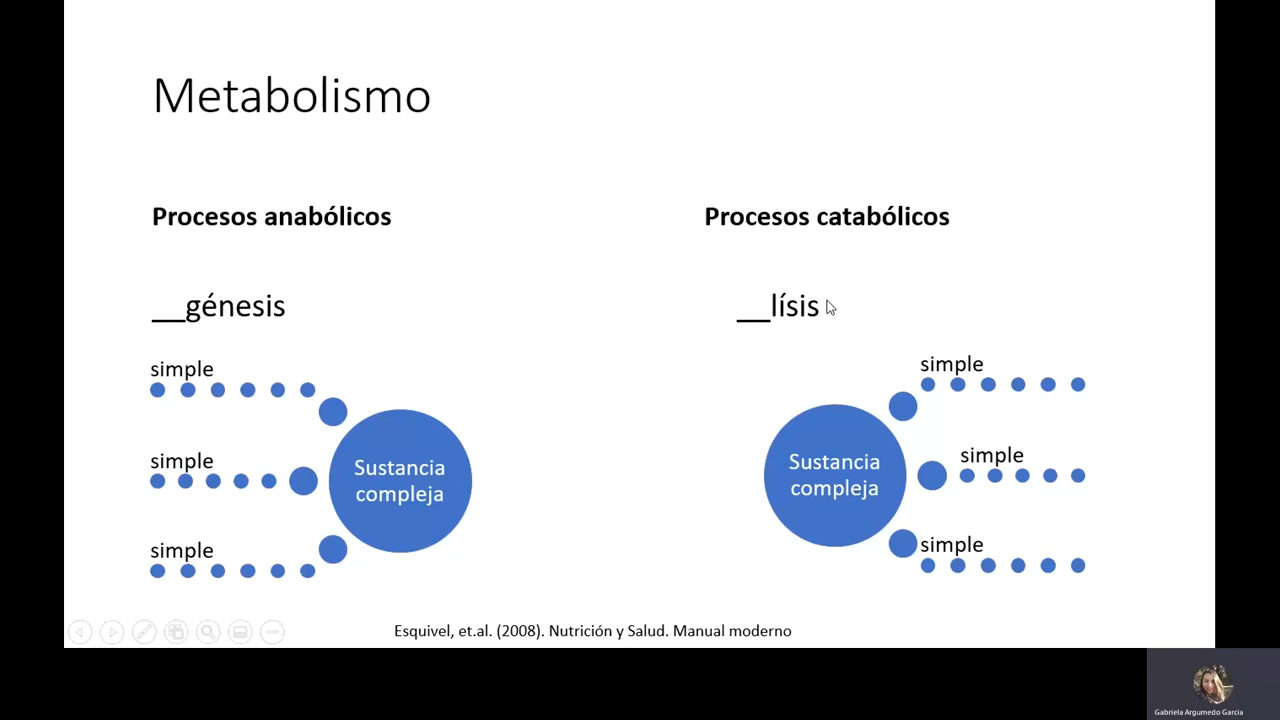 Metabolismo
Procesos anabólicos
__génesis
simple
simple
simple
Sustancia
compleja
Procesos catabólicos
__lísis
Sustancia
compleja
simple
simple
simple
Esquivel, et.al. (2008). Nutrición y Salud. Manual moderno
Gabriela Argumedo Garcia